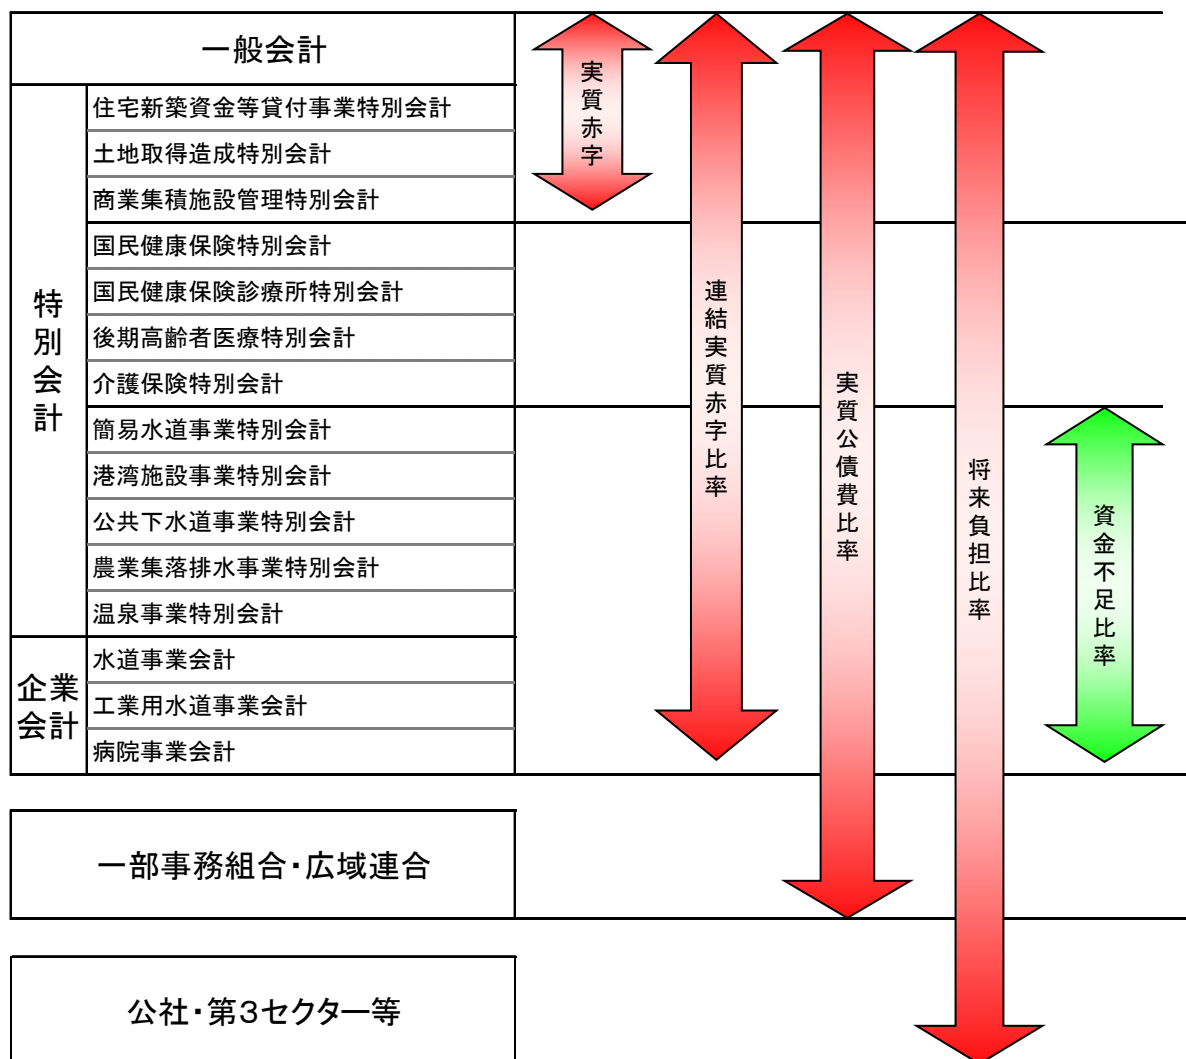 一般会計
特別会計
住宅新築資金等貸付事業特別会計
土地取得造成特別会計
商業集積施設管理特別会計
国民健康保険特別会計
国民健康保険診療所特別会計
後期高齢者医療特別会計
介護保険特別会計
簡易水道事業特別会計
港湾施設事業特別会計
公共下水道事業特別会計
農業集落排水事業特別会計
温泉事業特別会計
企業
会計
水道事業会計
工業用水道事業会計
病院事業会計
一部事務組合・広域連合
公社・第３セクター等
実質赤字
連結実質赤字比率
実質公債費比率
将来負担比率
資金不足比率